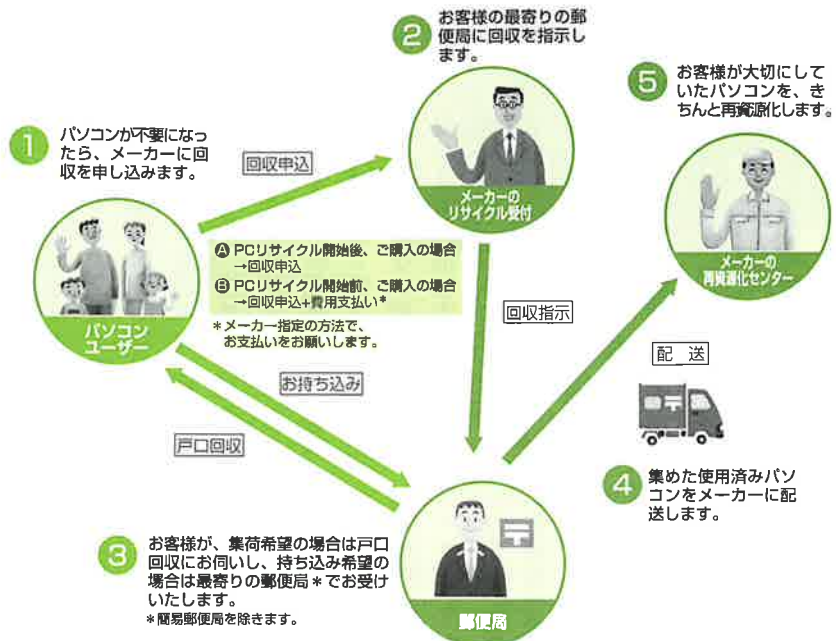 1
パソコンが不要になっ
たら、メーカーに回
収を申し込みます。
パソコン
ユーザー
回収申込
2
お客様の最寄りの郵
便局に回収を指示し
ます。
メーカーの
リサイクル受付
Ⓐ PCリサイクル開始後、ご購入の場合
→回収申込
Ⓑ PCリサイクル開始前、ご購入の場合
→回収申込+費用支払い*
*メーカー指定の方法で、
お支払いをお願いします。
回収指示
お持ち込み
戸口回収
3
お客様が、集荷希望の場合は戸口
回収にお伺いし、持ち込み希望の
場合は最寄りの郵便局*でお受け
いたします。
*簡易郵便局を除きます。
〒
郵便局
配 送
〒
4
集めた使用済みパソ
コンをメーカーに配
送します。
5
お客様が大切にして
いたパソコンを、き
ちんと再資源化します。
メーカーの
再資源化センター